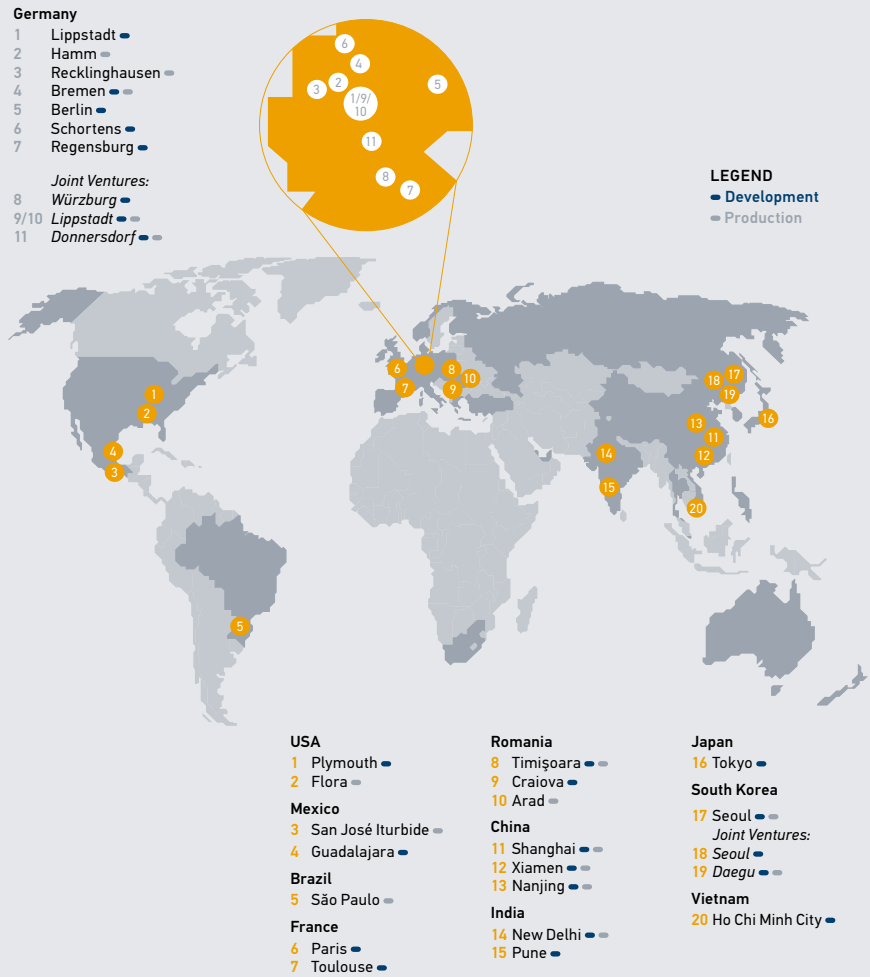 Germany
1 Lippstadt
2 Hamm
3 Recklinghausen
4 Bremen
5 Berlin
6 Schortens
7 Regensburg
Joint Ventures:
8 Würzburg
9/10 Lippstadt
11 Donnersdorf
6
4
2
3
5
1/9/
10
11
8
7
LEGEND
Development
Production
6
7
8
9
10
1
2
4
3
5
18
17
19
16
13
11
12
14
15
20
USA
1 Plymouth
2 Flora
Mexico
3 San José Iturbide
4 Guadalajara
Brazil
5 São Paulo
France
6 Paris
7 Toulouse
Romania
8 Timişoara
9 Craiova
10 Arad
China
11 Shanghai
12 Xiamen
13 Nanjing
India
14 New Delhi
15 Pune
Japan
16 Tokyo
South Korea
17 Seoul
Joint Ventures:
18 Seoul
19 Daegu
Vietnam
20 Ho Chi Minh City